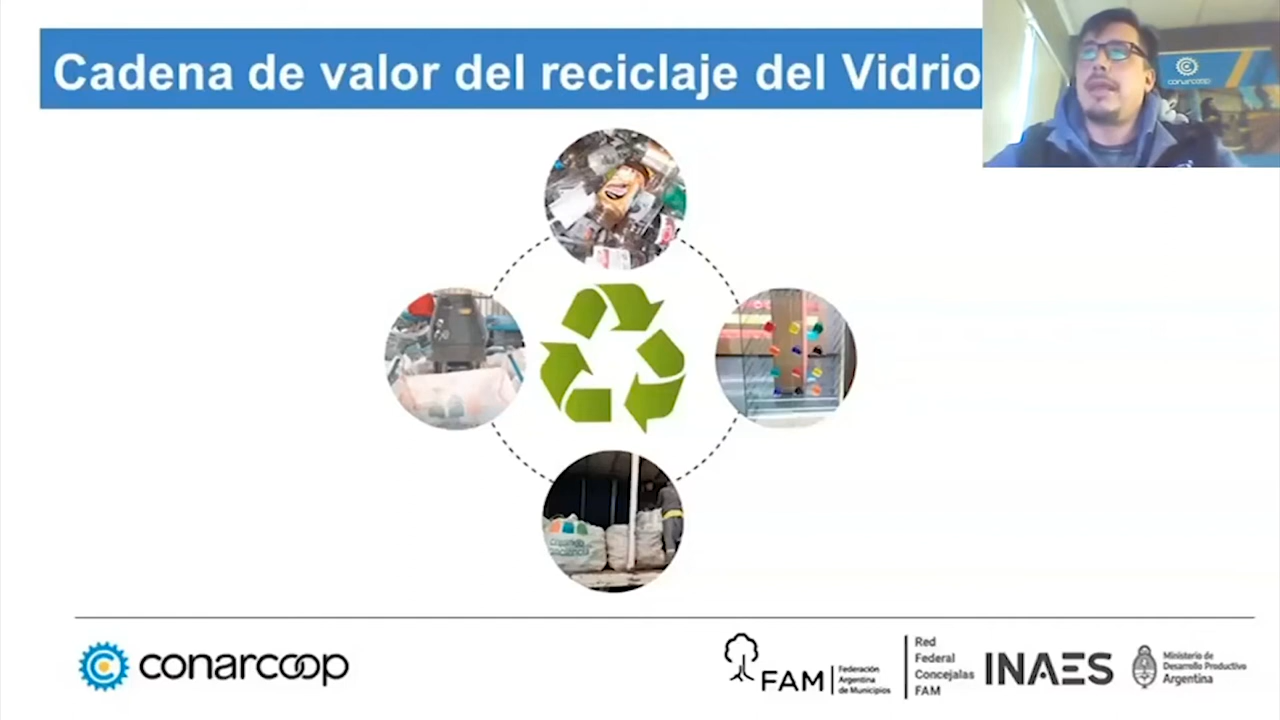 Cadena de valor del reciclaje del Vidrio
conarcoop
conarcoop
FAM
Federación
Argentina
de Municipios
Red
Federal
Concejalas
FAM
INAES
Ministerio de
Desarrollo Productivo
Argentina